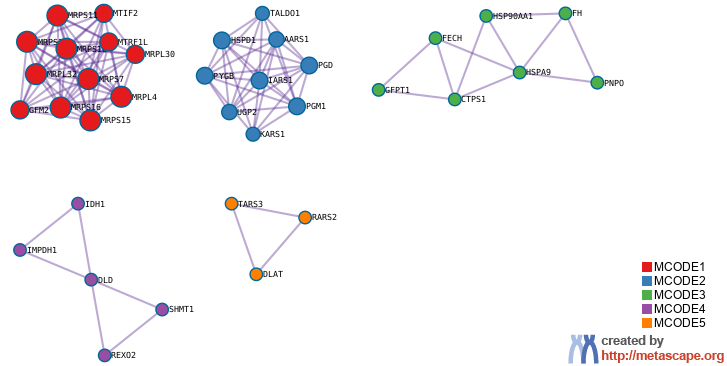 MRPS11
MTIF2
MTRF1L
MRPL30
MRPL32
MRPS7
MRPL4
GFM2
MRPS16
MRPS15
TALDO1
HSPD1
AARS1
PGD
PYGB
IARS1
PGM1
UGP2
KARS1
HSP90AA1
FH
FECH
HSPA9
PNPO
GFPT1
CTPS1
IDH1
IMPDH1
DLD
SHMT1
REXO2
TARS3
RARS2
DLAT
MCODE1
MCODE2
MCODE3
MCODE4
MCODE5
created by
http://metascape.org